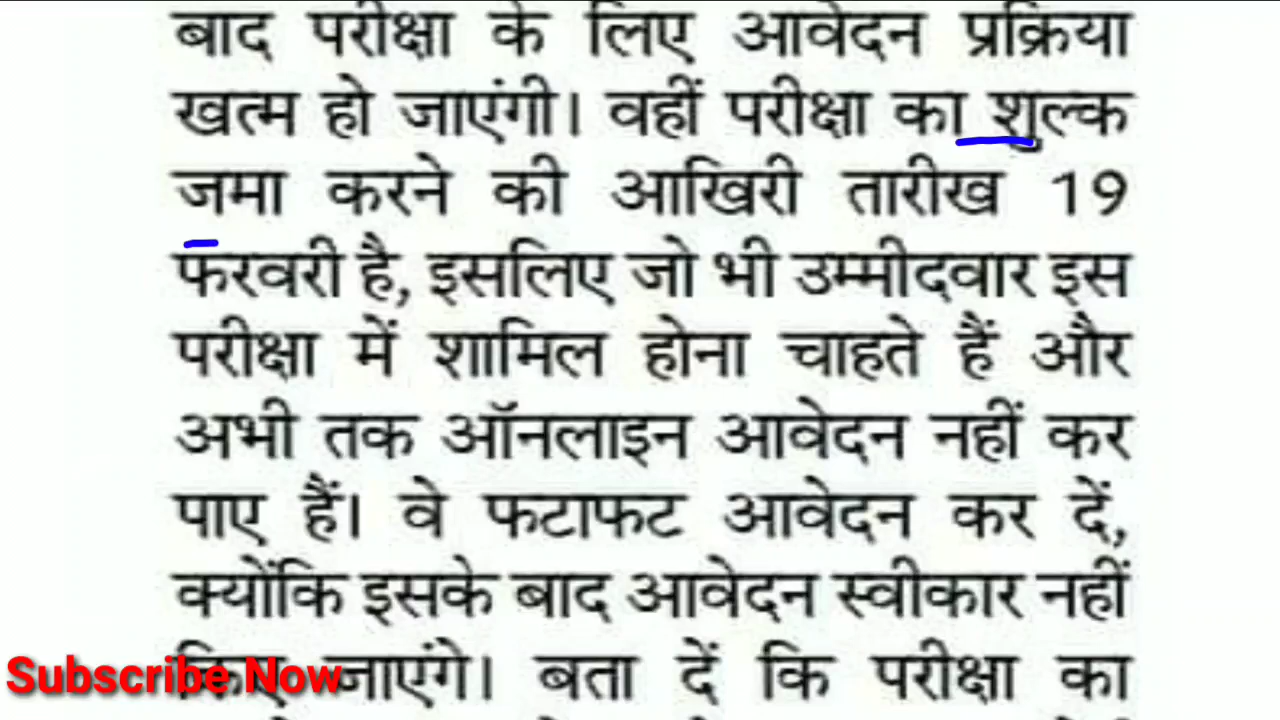 बाद परीक्षा के लिए आवेदन प्रक्रिया
खत्म हो जाएंगी। वहीं परीक्षा का शुल्क
जमा करने की आखिरी तारीख 19
फरवरी है, इसलिए जो भी उम्मीदवार इस
परीक्षा में शामिल होना चाहते हैं और
अभी तक ऑनलाइन आवेदन नहीं कर
पाए हैं। वे फटाफट आवेदन कर दें,
क्योंकि इसके बाद आवेदन स्वीकार नहीं
किए जाएंगे। बता दें कि परीक्षा का
Subscribe Now